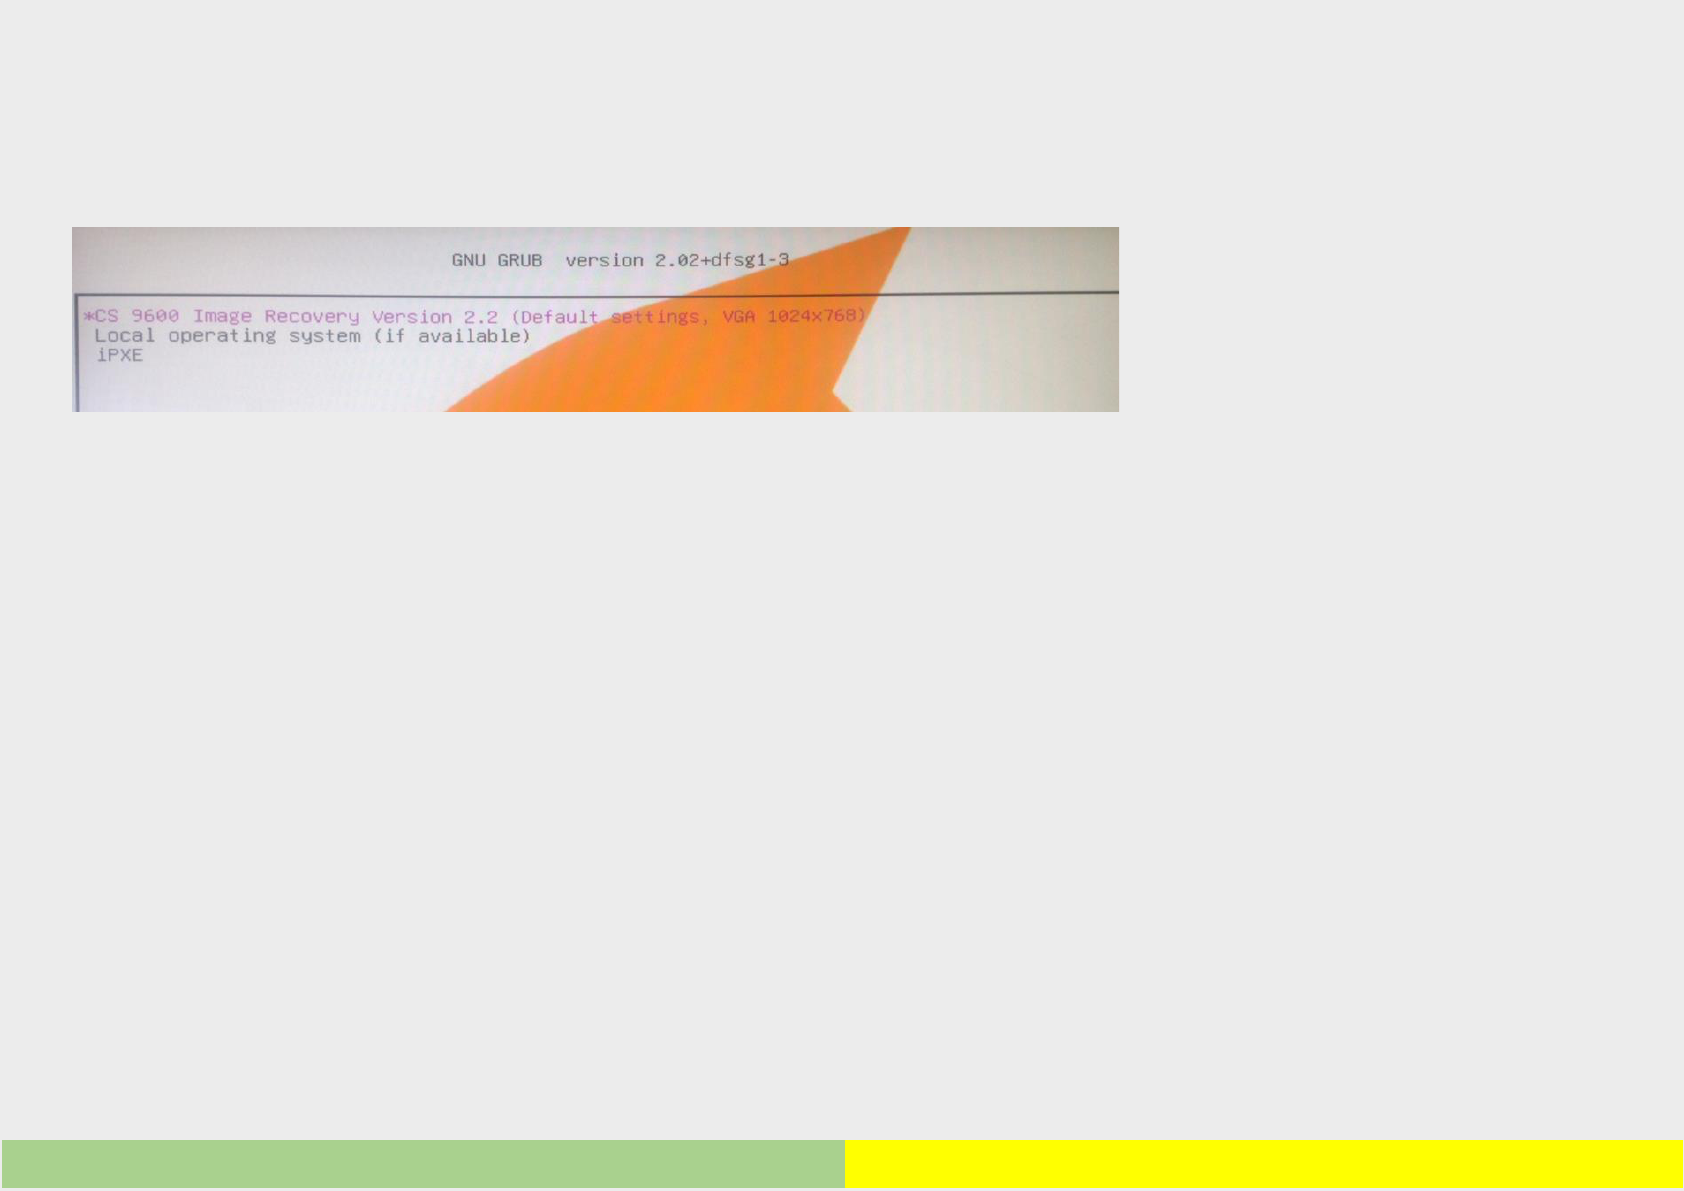 GNU GRUB  version 2.02+dfsg1-3
*CS 9600 Image Recovery Version 2.2 (Default settings, VGA 1024x768)
Local operating system (if available)
iPXE